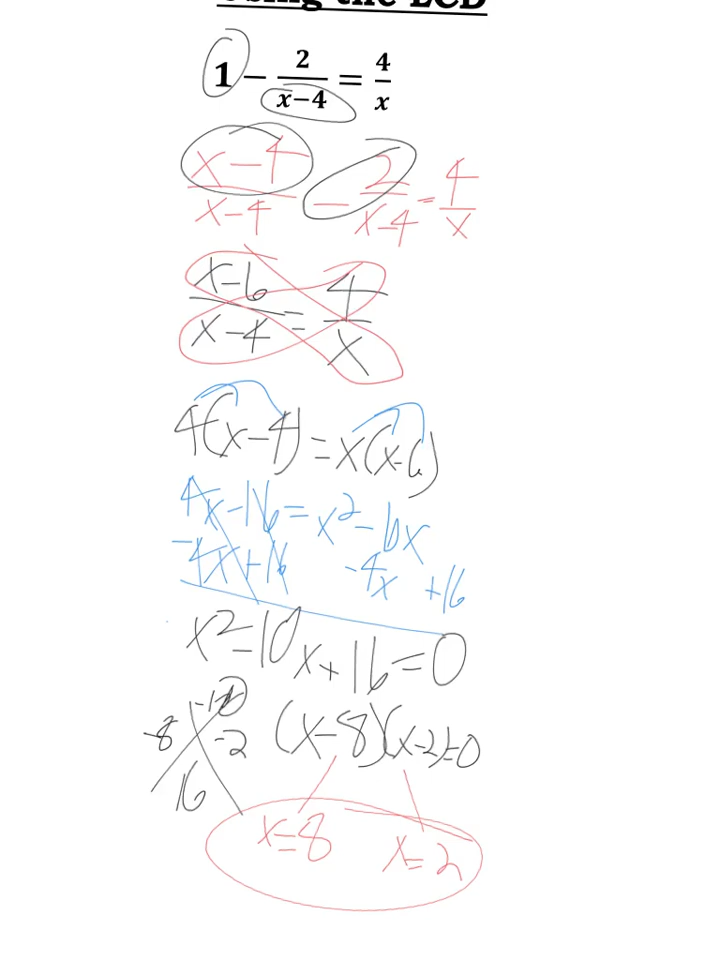 Using the LCD
1 - 2/(x-4) = 4/x
(x-4)/(x-4) - 2/(x-4) = 4/x
(x-6)/(x-4) = 4/x
4(x-4) = x(x-6)
4x-16 = x² - 6x
-4x+16 -4x +16
x² = 10x + 16 = 0
-10
-8 -2 (x-8)(x-2)=0
16
x=8 x=2